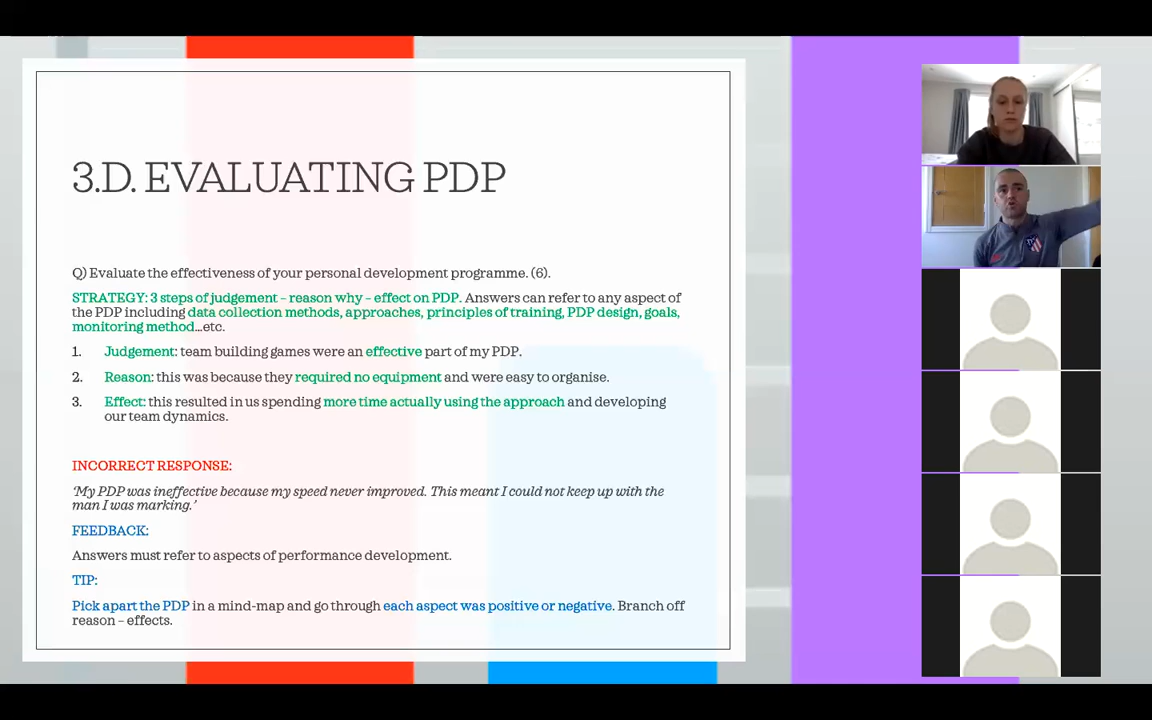 3.D. EVALUATING PDP
Q) Evaluate the effectiveness of your personal development programme. (6).
STRATEGY: 3 steps of judgement – reason why – effect on PDP. Answers can refer to any aspect of
the PDP including data collection methods, approaches, principles of training, PDP design, goals,
monitoring method…etc.
1. Judgement: team building games were an effective part of my PDP.
2. Reason: this was because they required no equipment and were easy to organise.
3. Effect: this resulted in us spending more time actually using the approach and developing
our team dynamics.
INCORRECT RESPONSE:
‘My PDP was ineffective because my speed never improved. This meant I could not keep up with the
man I was marking.’
FEEDBACK:
Answers must refer to aspects of performance development.
TIP:
Pick apart the PDP in a mind-map and go through each aspect was positive or negative. Branch off
reason – effects.